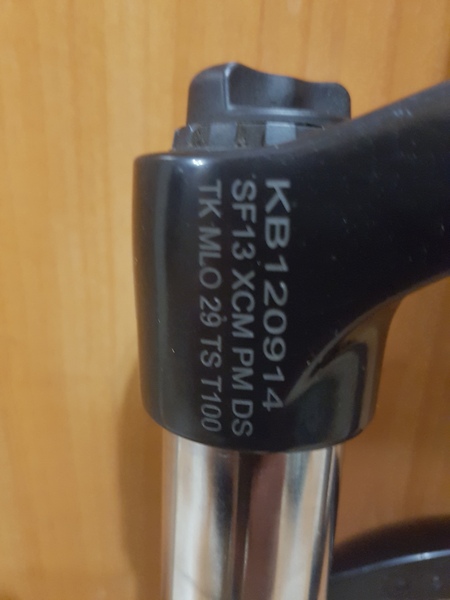 KB120914
SF13 XCM PM DS
TK MLO 29 TS T100